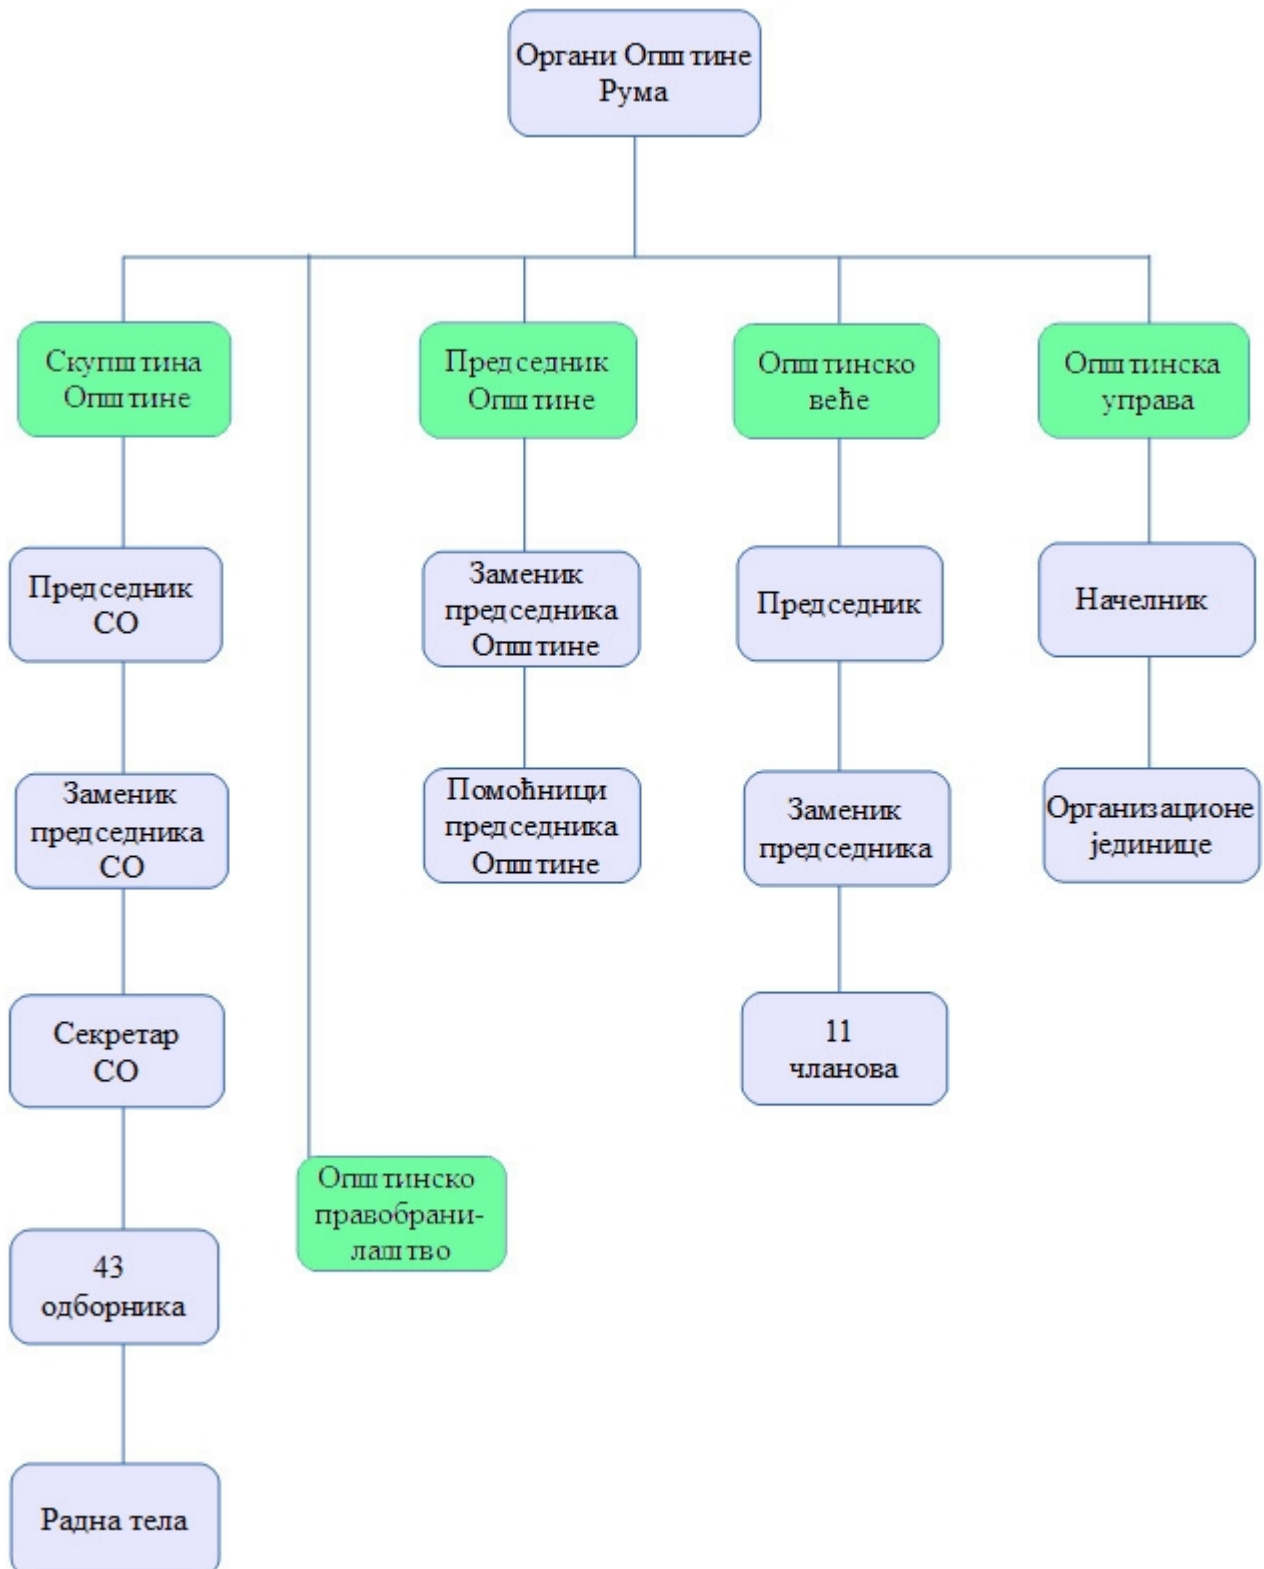 Органи Општине
Рума
Скупштина
Општине
Председник
Општине
Општинско
веће
Општинска
управа
Председник
СО
Заменик
председника
Општине
Председник
Начелник
Заменик
председника
СО
Помоћници
председника
Општине
Заменик
председника
Организационе
јединице
Секретар
СО
11
чланова
Општинско
правобрани-
лаштво
43
одборника
Радна тела